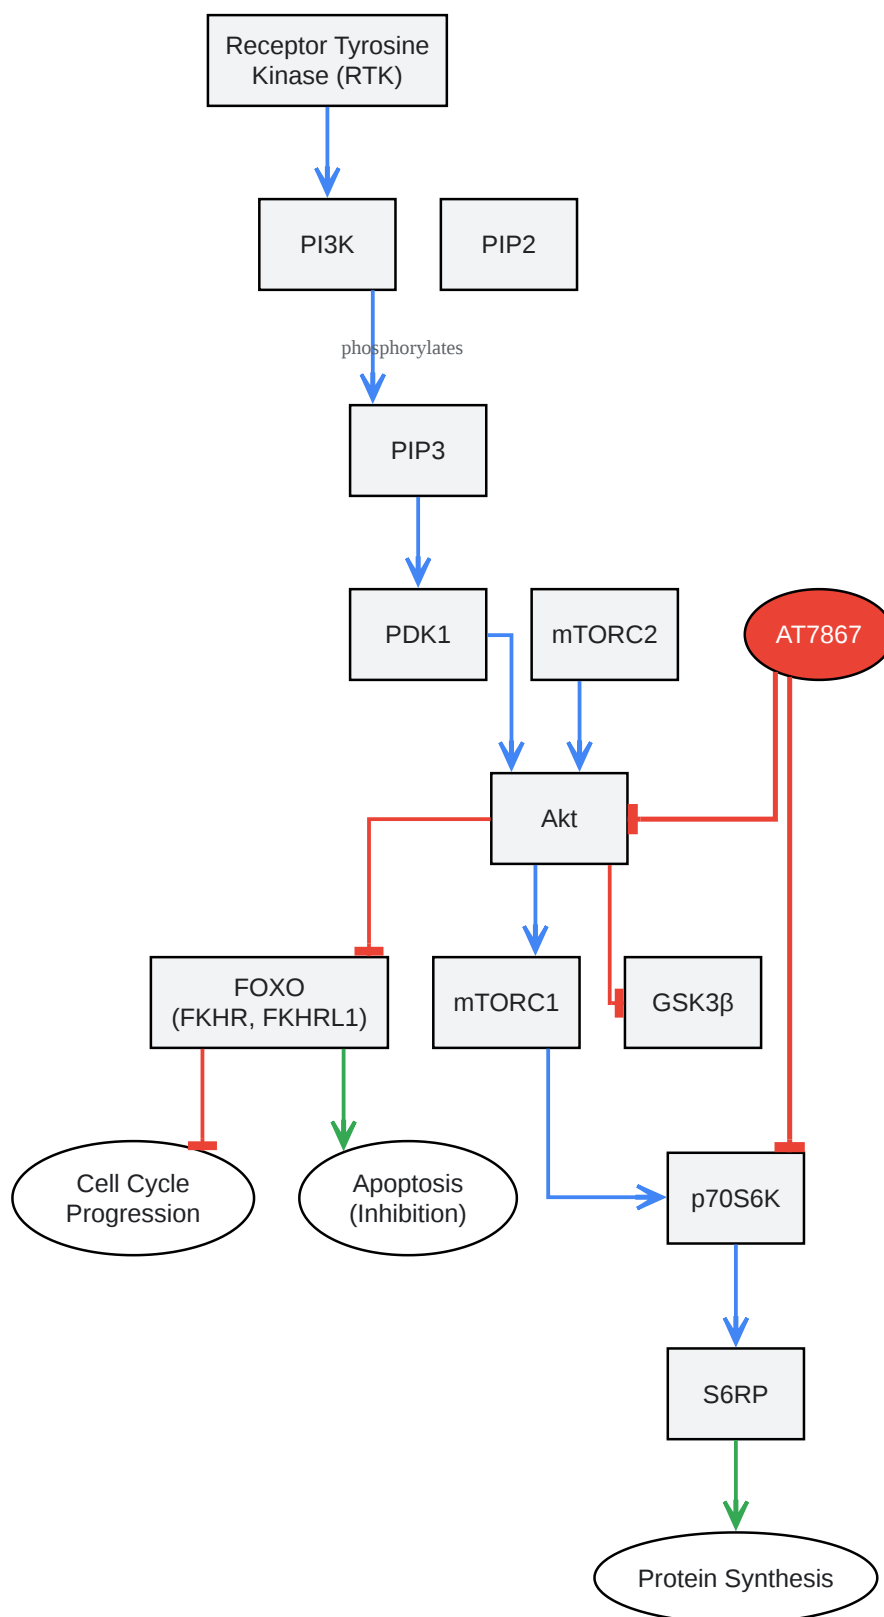 Receptor Tyrosine
Kinase (RTK)
PI3K
PIP2
phosphorylates
PIP3
PDK1
mTORC2
AT7867
Akt
FOXO
(FKHR, FKHRL1)
mTORC1
GSK3β
Cell Cycle
Progression
Apoptosis
(Inhibition)
p70S6K
S6RP
Protein Synthesis